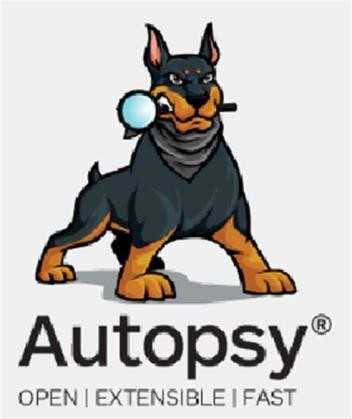 Autopsy®
OPEN | EXTENSIBLE | FAST